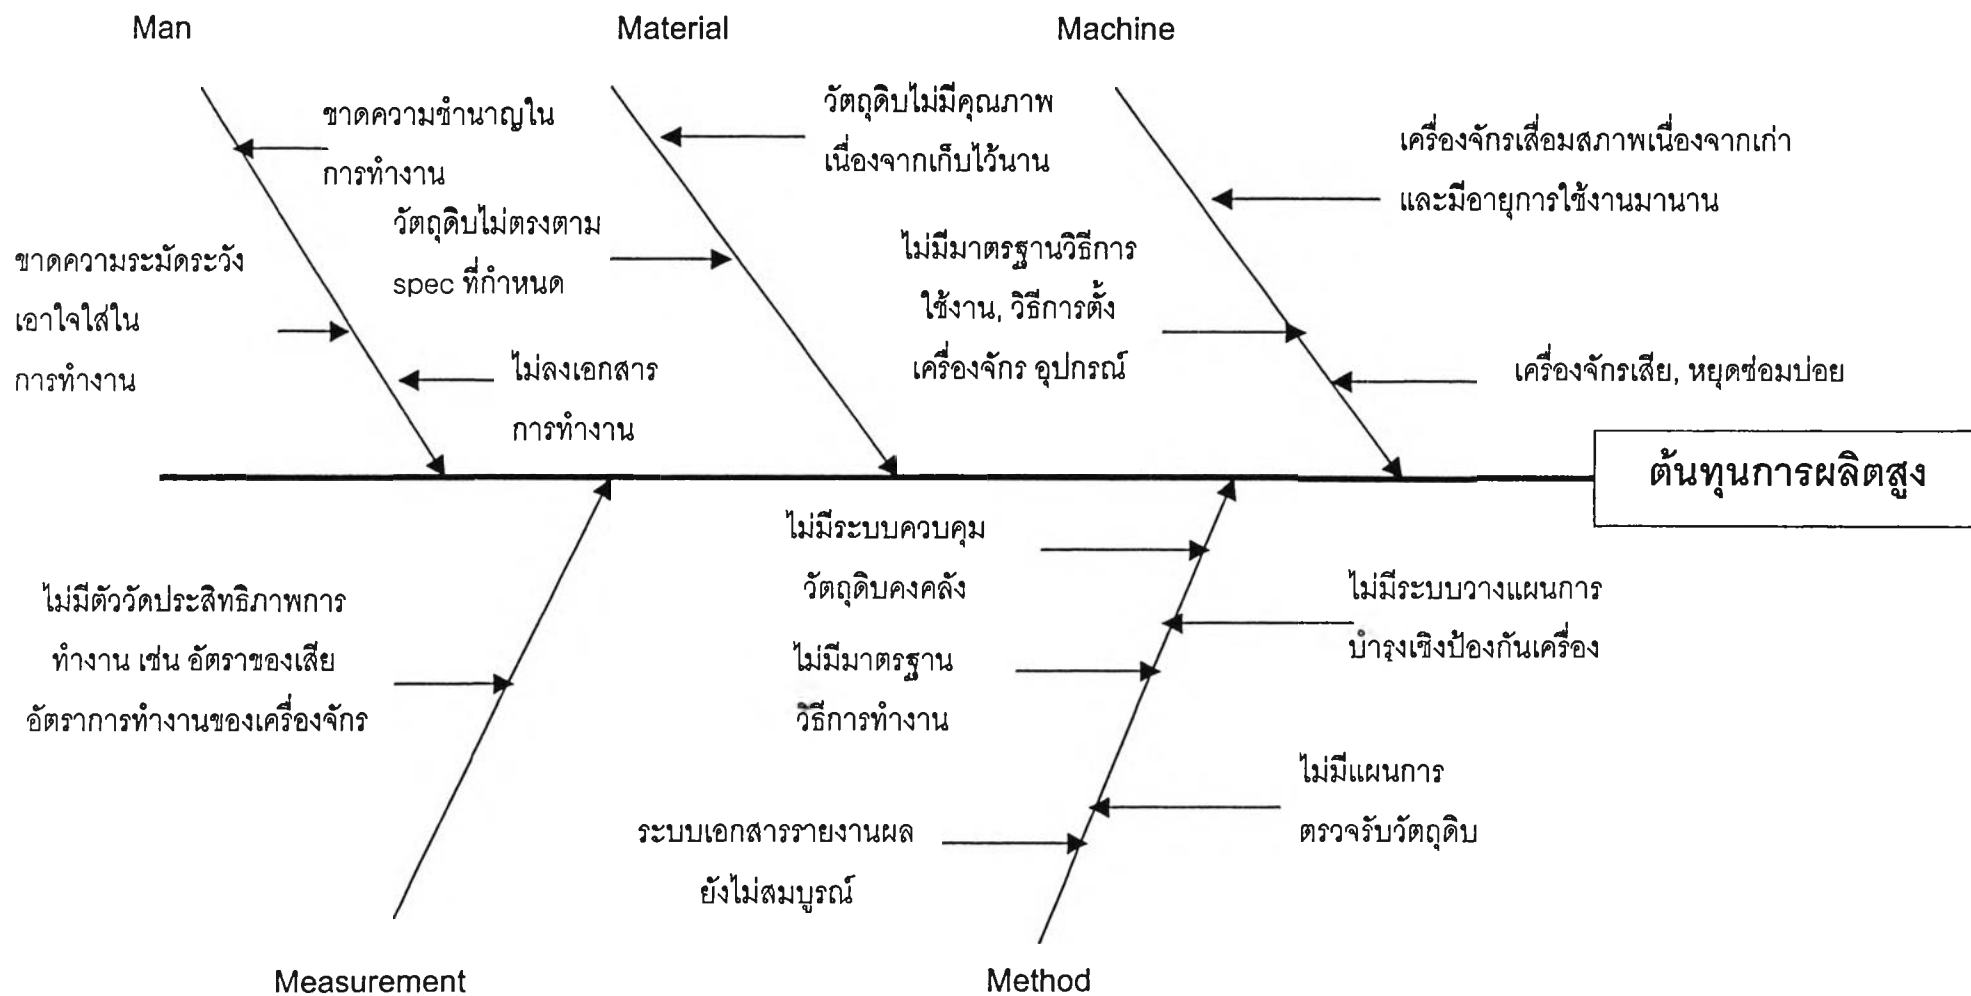 Man
Material
Machine
ขาดความชำนาญใน
การทำงาน
ขาดความระมัดระวัง
เอาใจใส่ใน
การทำงาน
ไม่ลงเอกสาร
การทำงาน
วัตถุดิบไม่มีคุณภาพ
เนื่องจากเก็บไว้นาน
วัตถุดิบไม่ตรงตาม
spec ที่กำหนด
เครื่องจักรเสื่อมสภาพเนื่องจากเก่า
และมีอายุการใช้งานมานาน
ไม่มีมาตรฐานวิธีการ
ใช้งาน, วิธีการตั้ง
เครื่องจักร อุปกรณ์
เครื่องจักรเสีย, หยุดซ่อมบ่อย
ต้นทุนการผลิตสูง
ไม่มีตัววัดประสิทธิภาพการ
ทำงาน เช่น อัตราของเสีย
อัตราการทำงานของเครื่องจักร
ไม่มีระบบควบคุม
วัตถุดิบคงคลัง
ไม่มีระบบวางแผนการ
บำรุงเชิงป้องกันเครื่อง
ไม่มีมาตรฐาน
วิธีการทำงาน
ไม่มีแผนการ
ตรวจรับวัตถุดิบ
ระบบเอกสารรายงานผล
ยังไม่สมบูรณ์
Measurement
Method